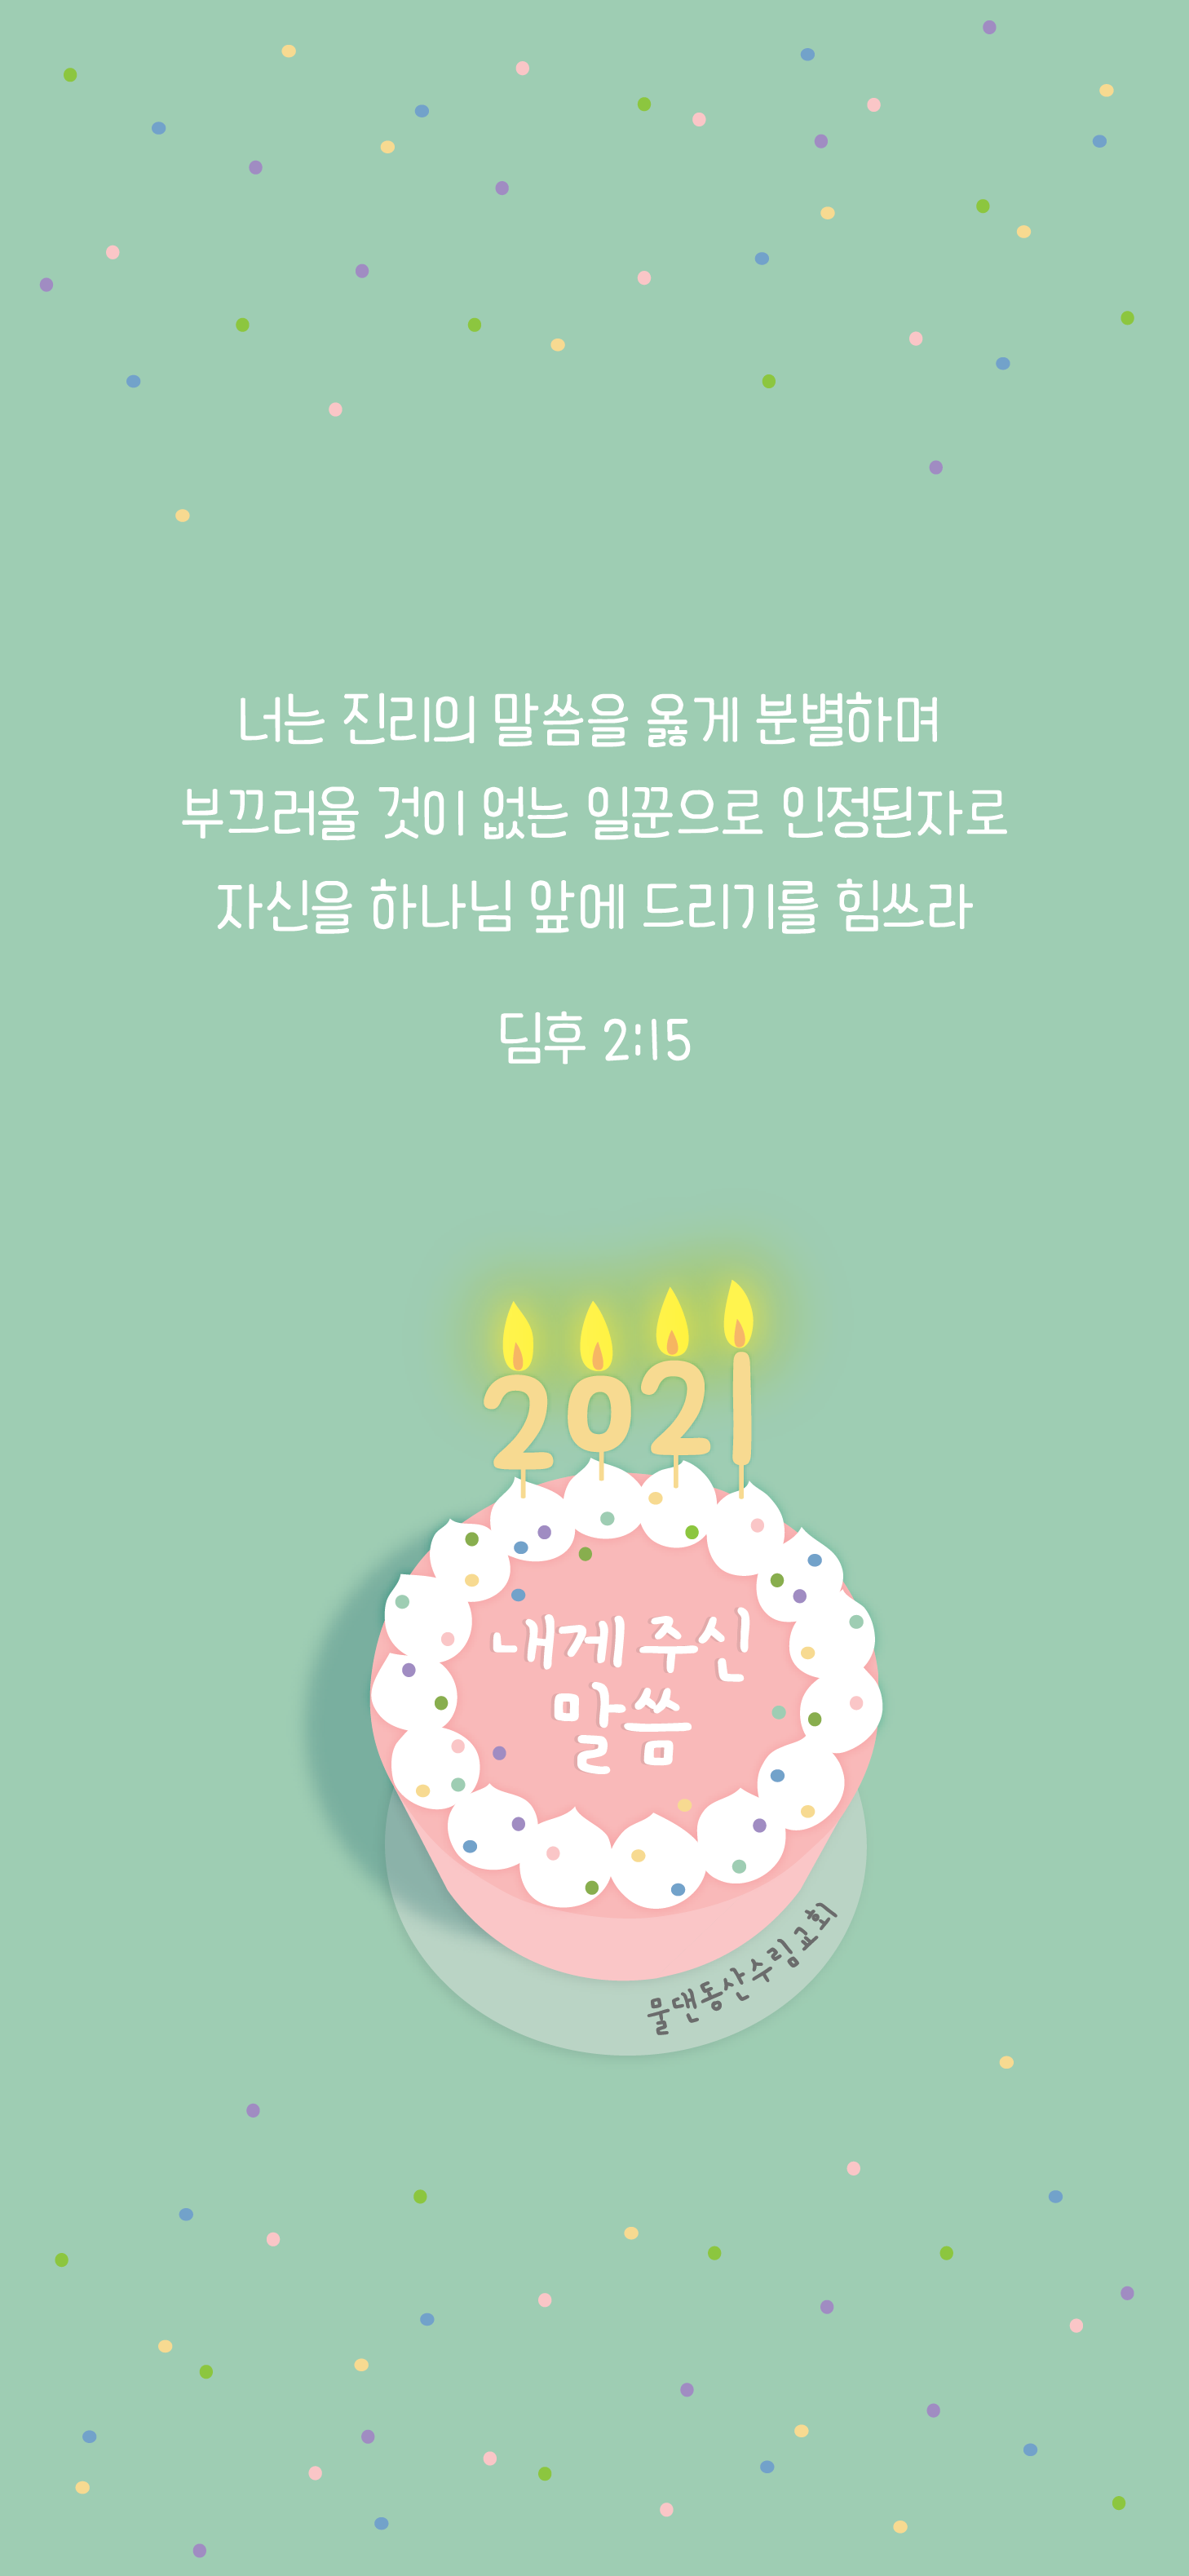 너는 진리의 말씀을 옳게 분별하며
부끄러울 것이 없는 일꾼으로 인정된자로
자신을 하나님 앞에 드리기를 힘쓰라
딤후 2:15
2021
내게 주신
말씀
물댄동산수림교회